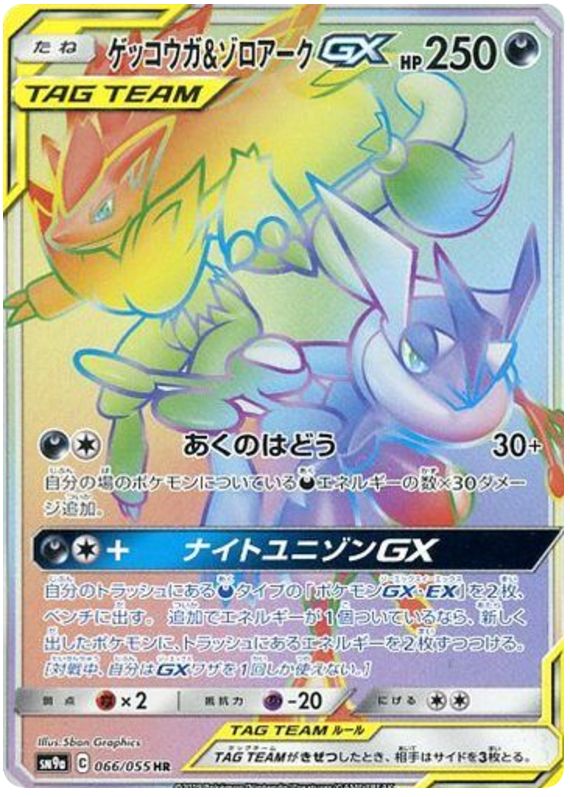 たね ゲッコウガ&ゾロアークGX HP250
TAG TEAM
あくのはどう 30+
自分の場のポケモンについているエネルギーの数×30ダメー
ジ追加。
+ ナイトユニゾンGX
自分のトラッシュにあるタイプの「ポケモンGX・EX」を2枚、
ベンチに出す。追加でエネルギーが1個ついているなら、新しく
出したポケモンに、トラッシュにあるエネルギーを2枚ずつつける。
[対戦中、自分はGXワザを1回しか使えない。]
弱点 ×2 抵抗力 -20 にげる
TAG TEAM ルール
Illus. 5ban Graphics
TAG TEAMがきぜつしたとき、相手はサイドを3枚とる。
SM9a C 066/055 HR